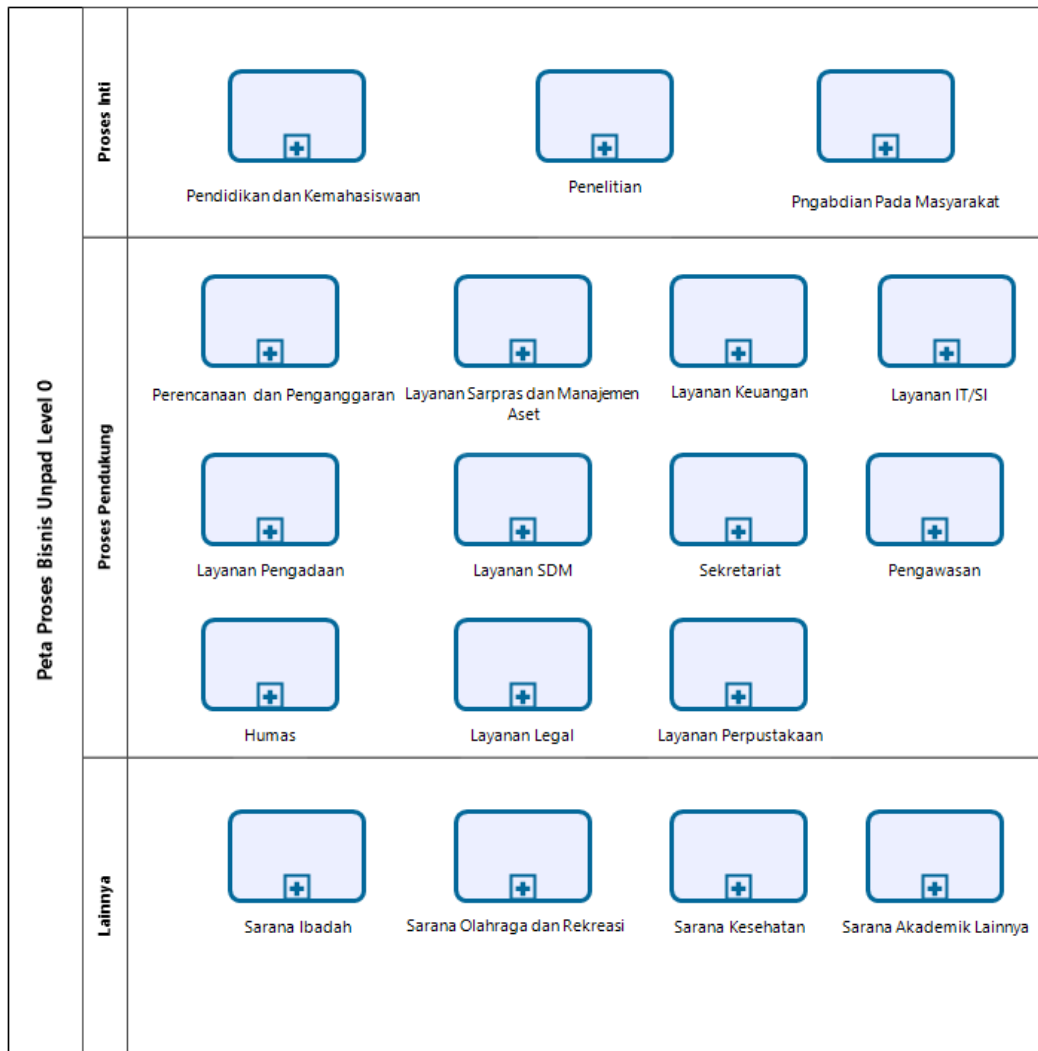 Peta Proses Bisnis Unpad Level 0
Proses Inti
Pendidikan dan Kemahasiswaan
Penelitian
Pngabdian Pada Masyarakat
Proses Pendukung
Perencanaan dan Penganggaran
Layanan Sarpras dan Manajemen
Aset
Layanan Keuangan
Layanan IT/SI
Layanan Pengadaan
Layanan SDM
Sekretariat
Pengawasan
Humas
Layanan Legal
Layanan Perpustakaan
Lainnya
Sarana Ibadah
Sarana Olahraga dan Rekreasi
Sarana Kesehatan
Sarana Akademik Lainnya